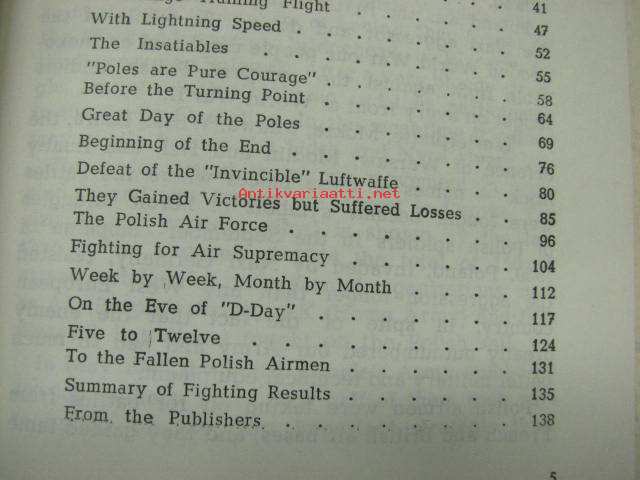 41
Training Flight . . . . . . 47
With Lightning Speed . . . . . . 52
The Insatiables . . . . . . . 55
"Poles are Pure Courage" . . . . . . 58
Before the Turning Point . . . . . . 64
Great Day of the Poles . . . . . . 69
Beginning of the End . . . . . . . 76
Defeat of the "Invincible" Luftwaffe . . . . 80
Antikvariaatti.net
They Gained Victories but Suffered Losses . . 85
The Polish Air Force . . . . . . . 96
Fighting for Air Supremacy . . . . . . 104
Week by Week, Month by Month . . . . 112
On the Eve of "D-Day" . . . . . . 117
Five to Twelve . . . . . . . . 124
To the Fallen Polish Airmen . . . . . . 131
Summary of Fighting Results . . . . . . 135
From the Publishers . . . . . . . 138
5